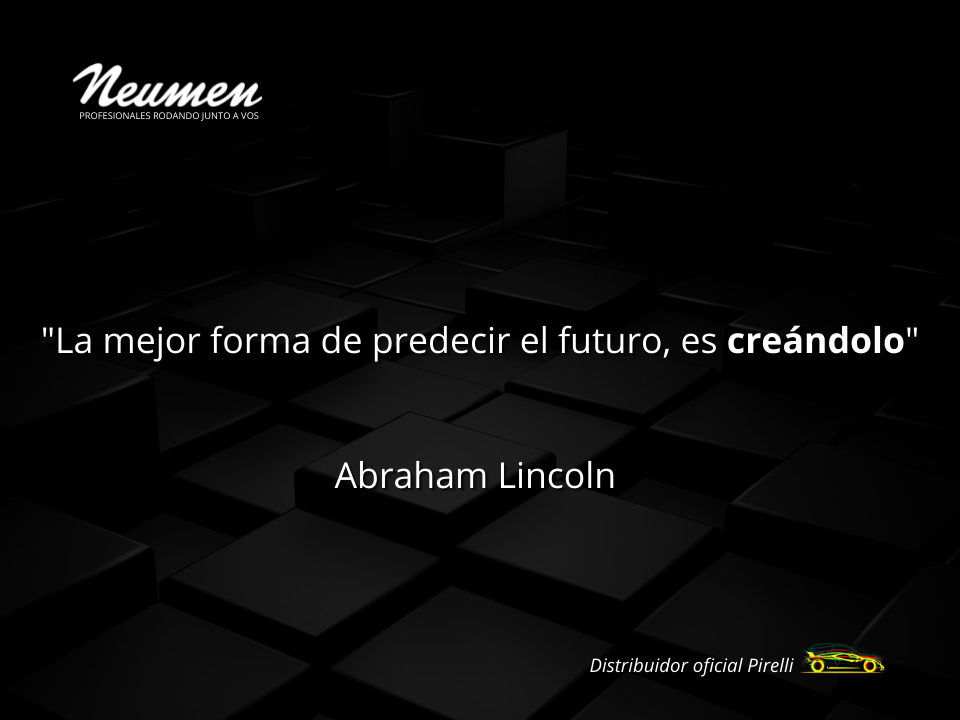 Neumen
PROFESIONALES RODANDO JUNTO A VOS
"La mejor forma de predecir el futuro, es creándolo"
Abraham Lincoln
Distribuidor oficial Pirelli